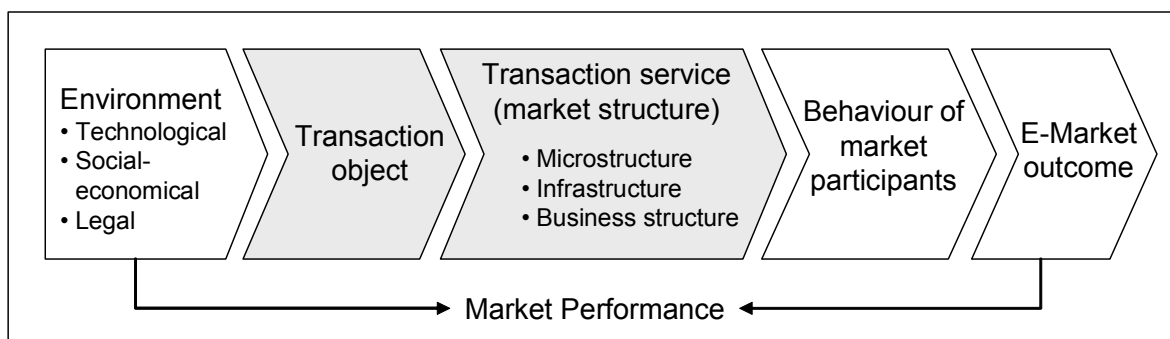 Environment
• Technological
• Social-
economical
• Legal
Transaction
object
Transaction service
(market structure)
• Microstructure
• Infrastructure
• Business structure
Behaviour of
market
participants
E-Market
outcome
Market Performance